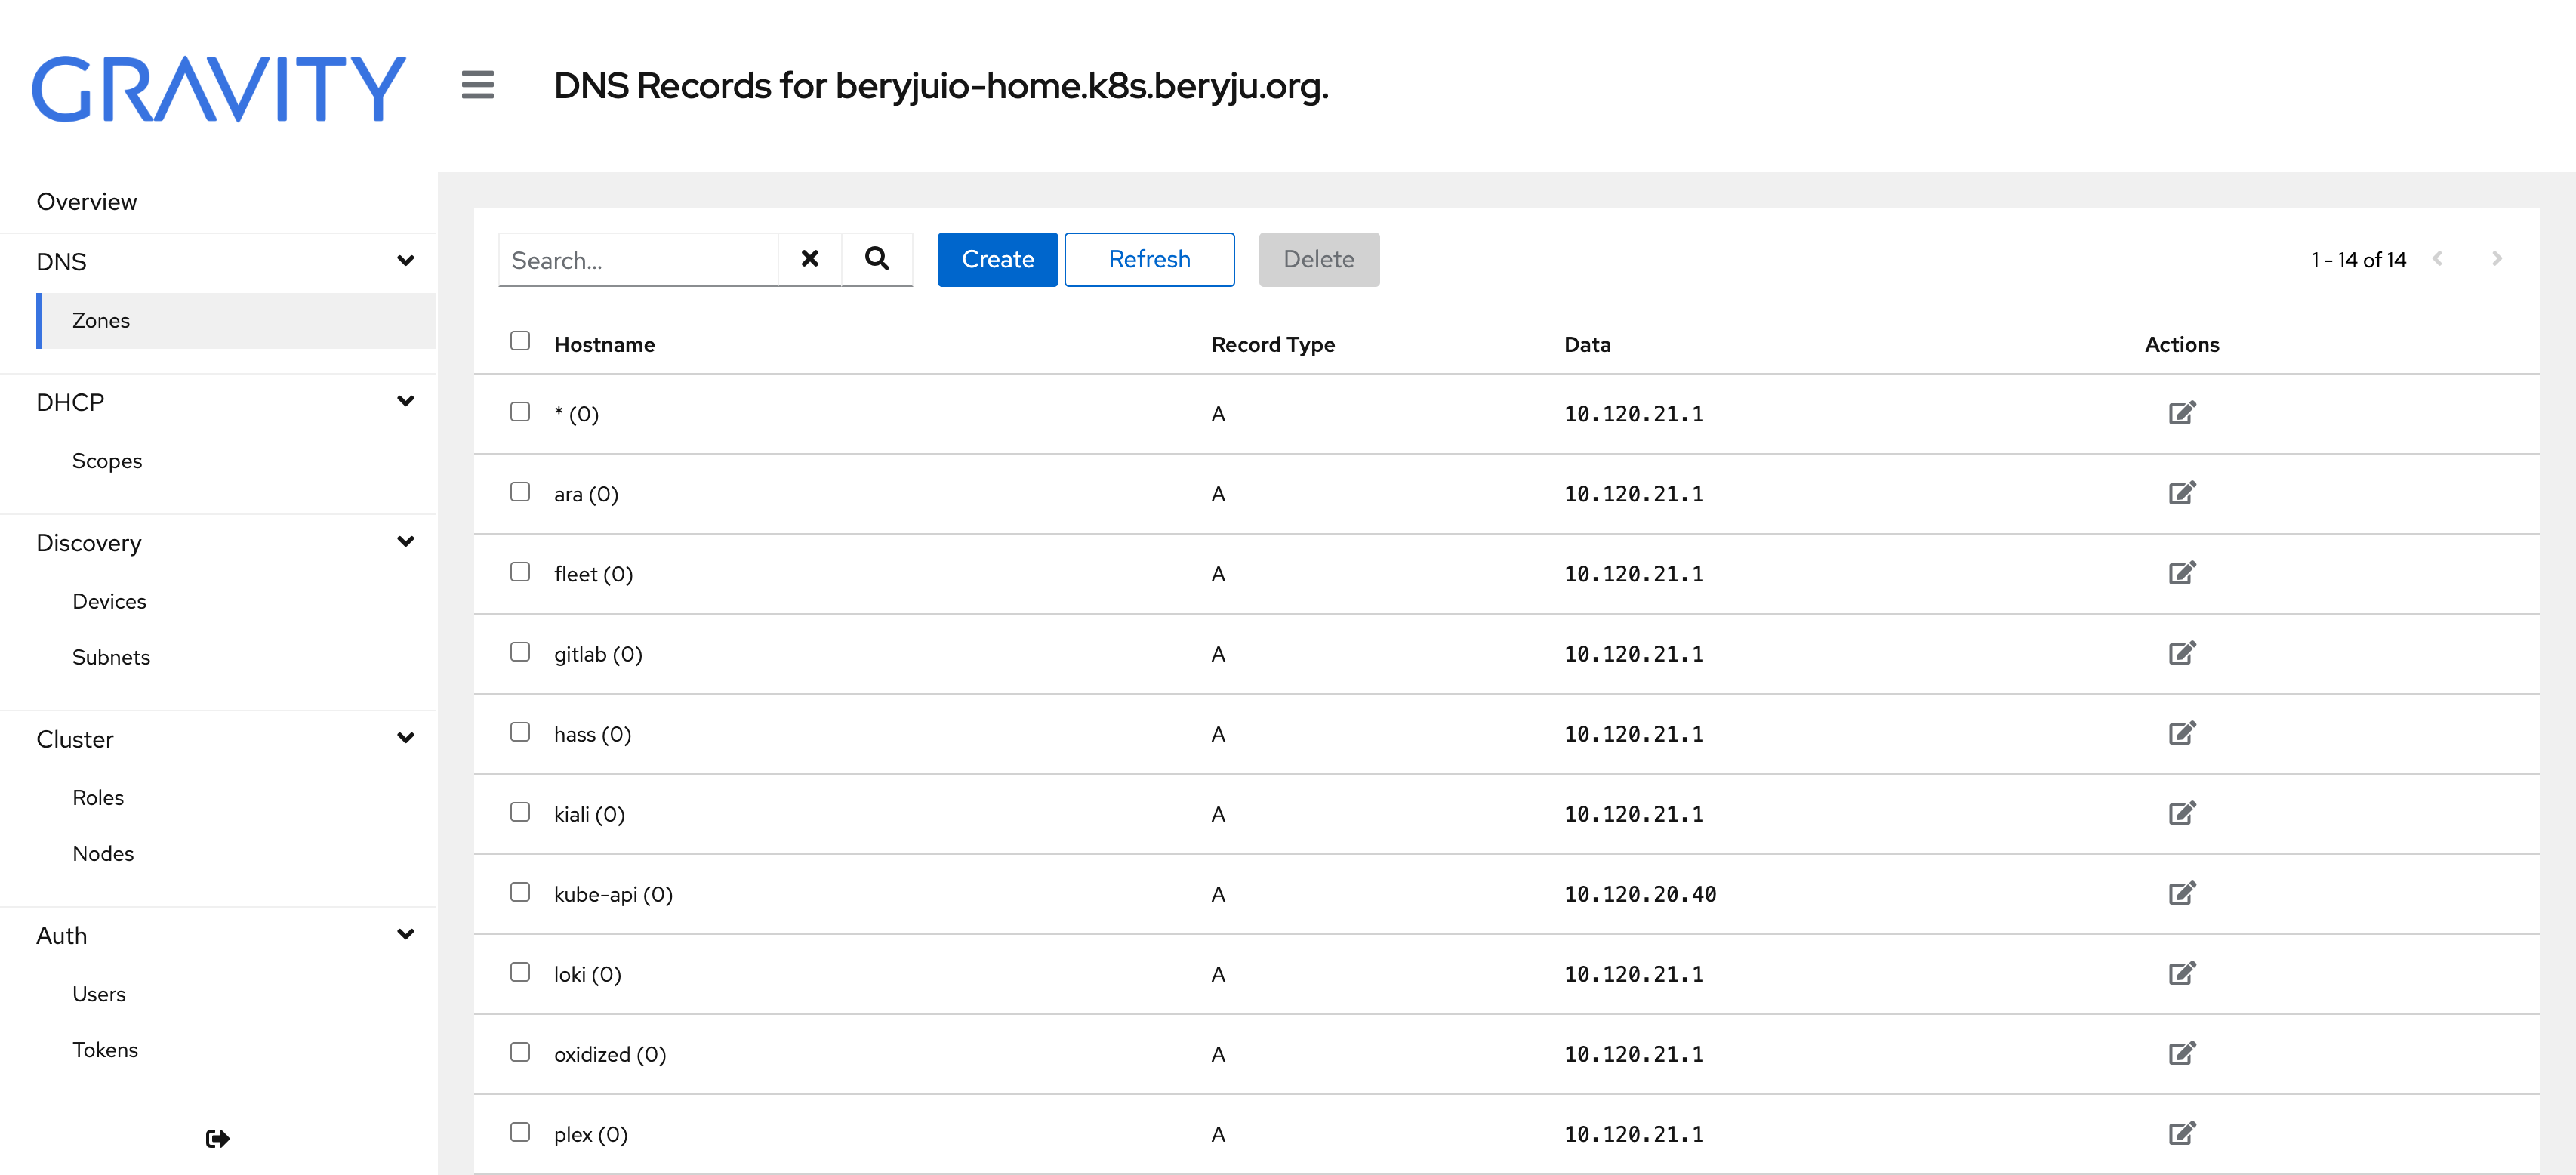 GRAVITY
DNS Records for beryjuio-home.k8s.beryju.org.
Overview
DNS
Zones
DHCP
Scopes
Discovery
Devices
Subnets
Cluster
Roles
Nodes
Auth
Users
Tokens
Search... Create Refresh Delete 1 - 14 of 14
Hostname Record Type Data Actions
* (0) A 10.120.21.1
ara (0) A 10.120.21.1
fleet (0) A 10.120.21.1
gitlab (0) A 10.120.21.1
hass (0) A 10.120.21.1
kiali (0) A 10.120.21.1
kube-api (0) A 10.120.20.40
loki (0) A 10.120.21.1
oxidized (0) A 10.120.21.1
plex (0) A 10.120.21.1